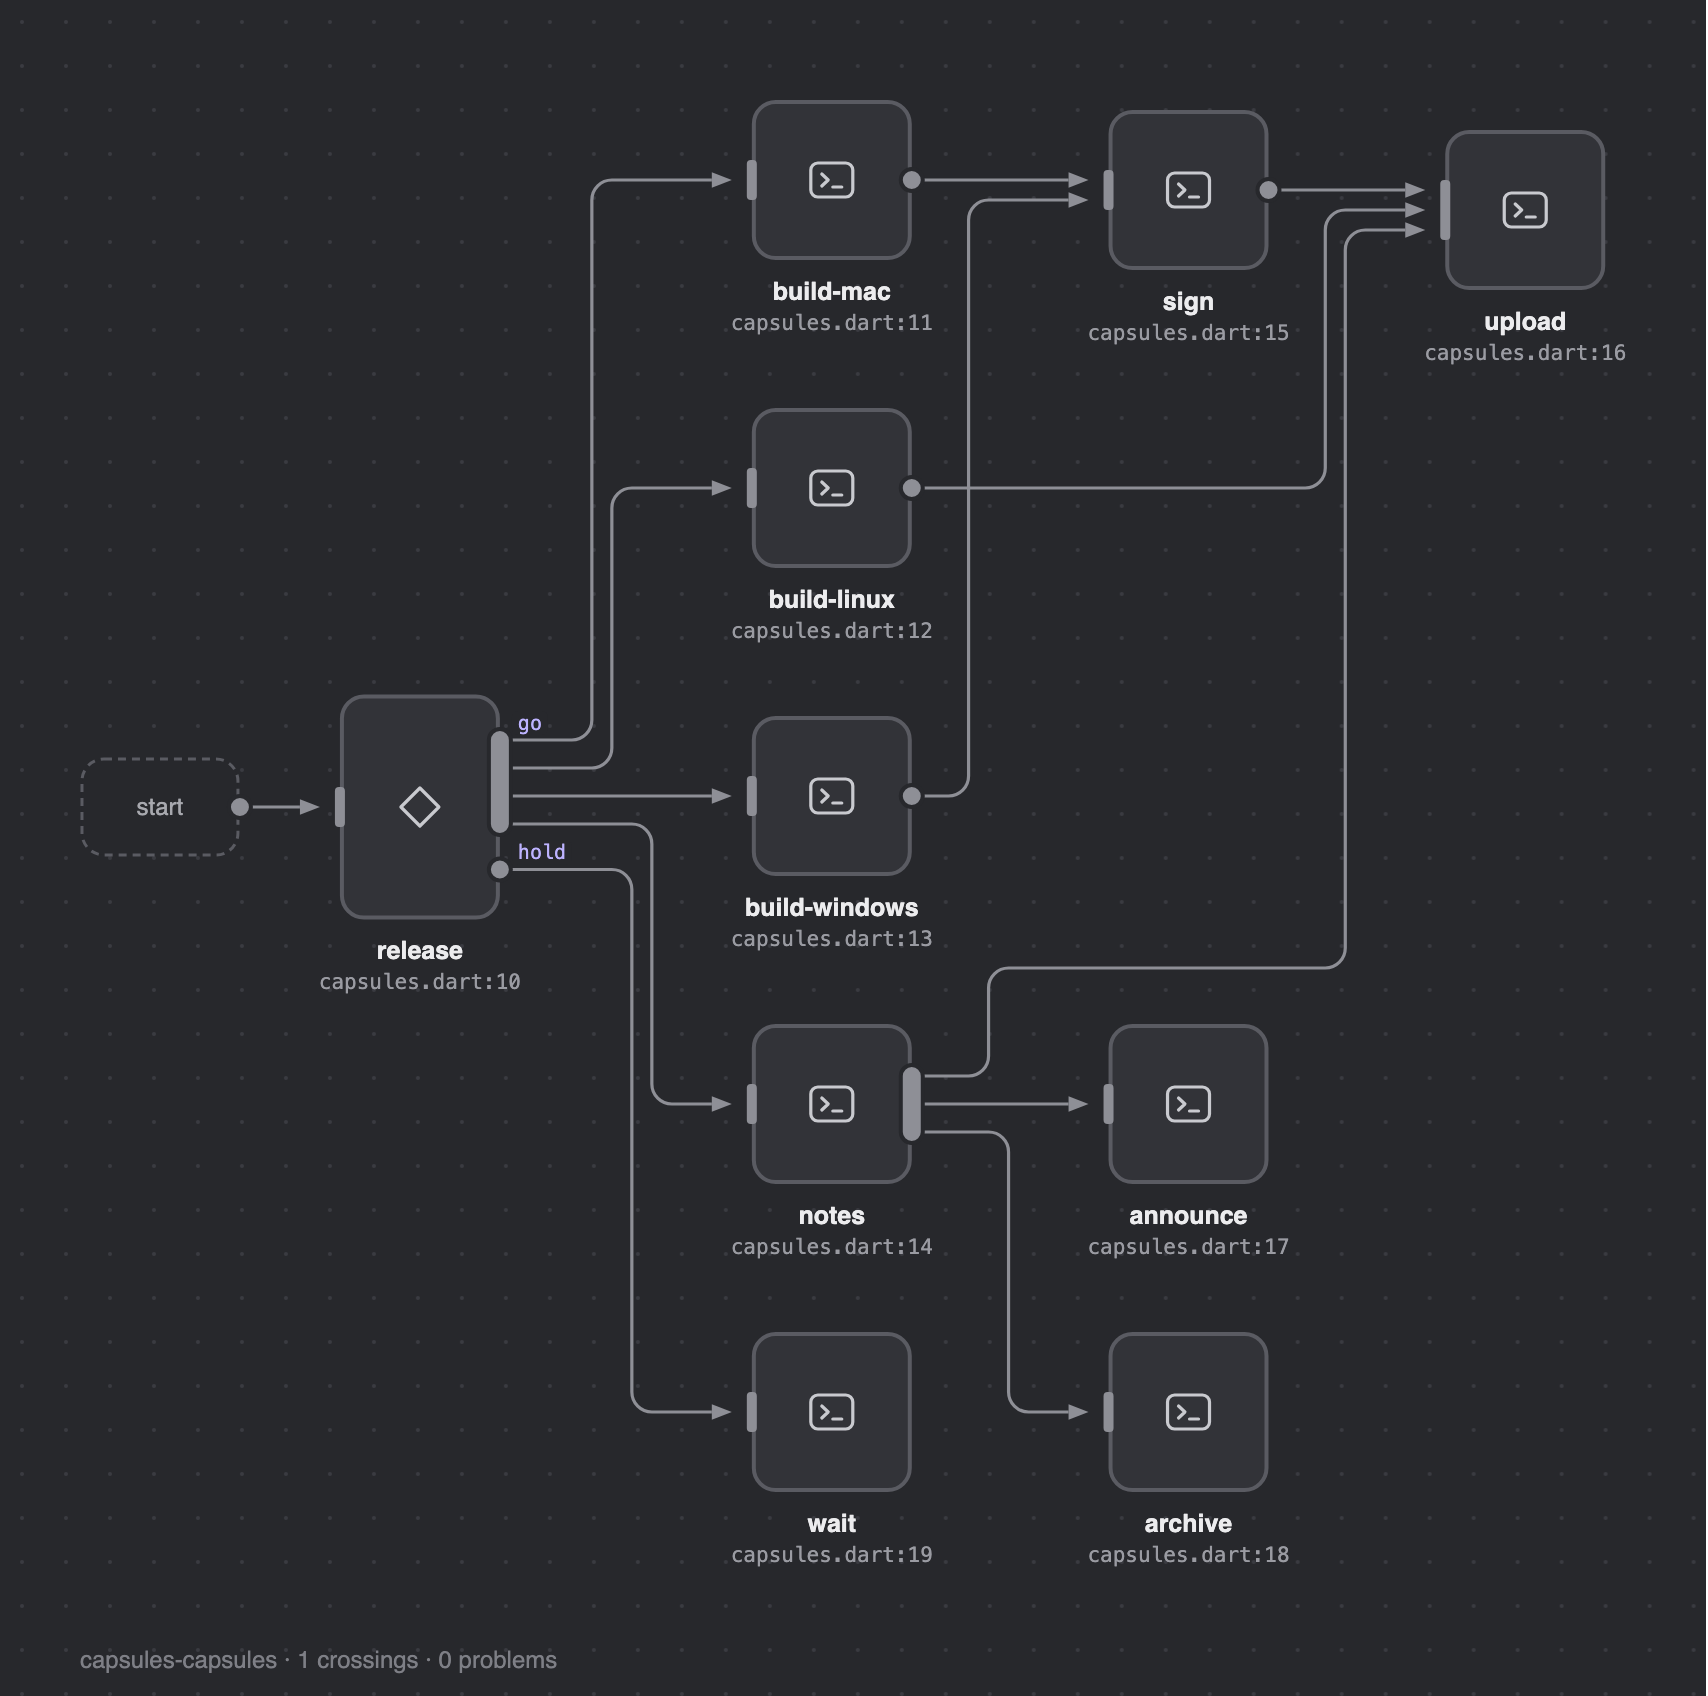 build-mac
capsules.dart:11
sign
capsules.dart:15
upload
capsules.dart:16
build-linux
capsules.dart:12
go
start
hold
release
capsules.dart:10
build-windows
capsules.dart:13
notes
capsules.dart:14
announce
capsules.dart:17
wait
capsules.dart:19
archive
capsules.dart:18
capsules-capsules · 1 crossings · 0 problems